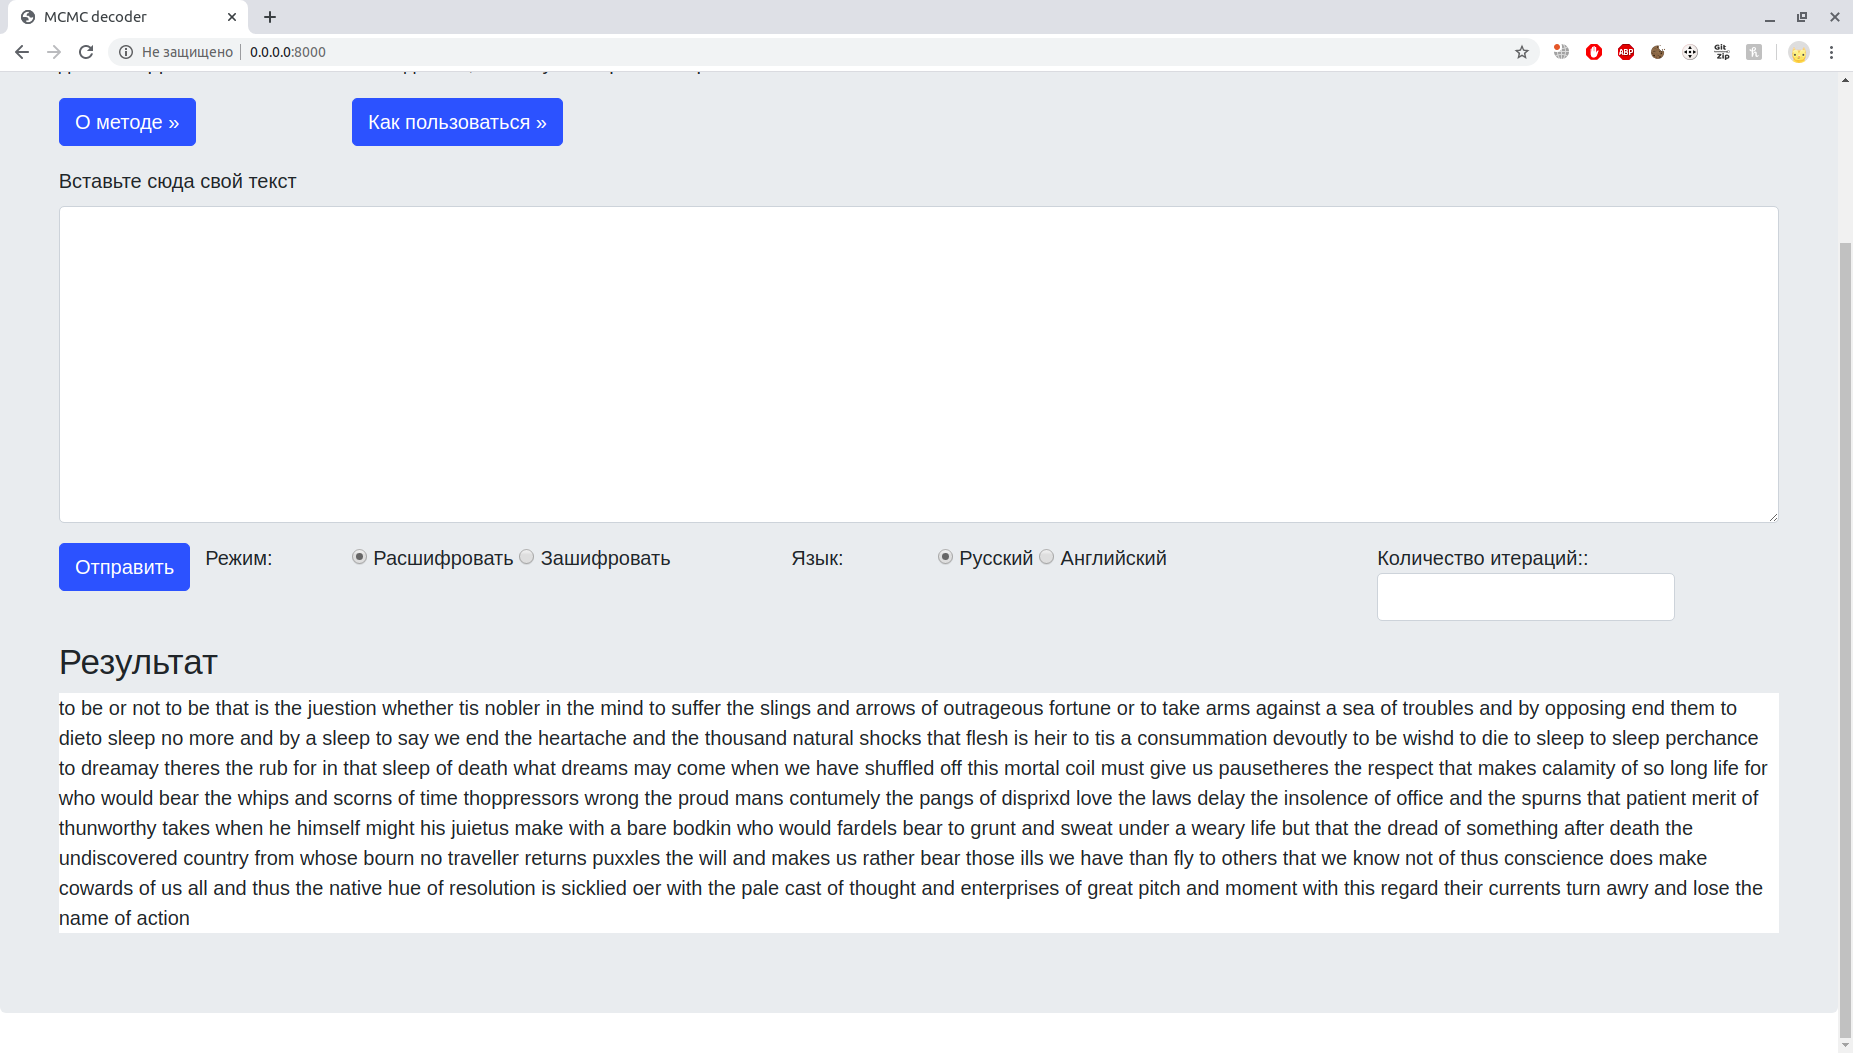 MCMC decoder
Не защищено 0.0.0.0:8000
ABP
Git
Zip
О методе »
Как пользоваться »
Вставьте сюда свой текст
Отправить
Режим:
Расшифровать
Зашифровать
Язык:
Русский
Английский
Количество итераций::
Результат
to be or not to be that is the juestion whether tis nobler in the mind to suffer the slings and arrows of outrageous fortune or to take arms against a sea of troubles and by opposing end them to
dieto sleep no more and by a sleep to say we end the heartache and the thousand natural shocks that flesh is heir to tis a consummation devoutly to be wishd to die to sleep to sleep perchance
to dreamay theres the rub for in that sleep of death what dreams may come when we have shuffled off this mortal coil must give us pausetheres the respect that makes calamity of so long life for
who would bear the whips and scorns of time thoppressors wrong the proud mans contumely the pangs of disprixd love the laws delay the insolence of office and the spurns that patient merit of
thunworthy takes when he himself might his juietus make with a bare bodkin who would fardels bear to grunt and sweat under a weary life but that the dread of something after death the
undiscovered country from whose bourn no traveller returns puxxles the will and makes us rather bear those ills we have than fly to others that we know not of thus conscience does make
cowards of us all and thus the native hue of resolution is sicklied oer with the pale cast of thought and enterprises of great pitch and moment with this regard their currents turn awry and lose the
name of action